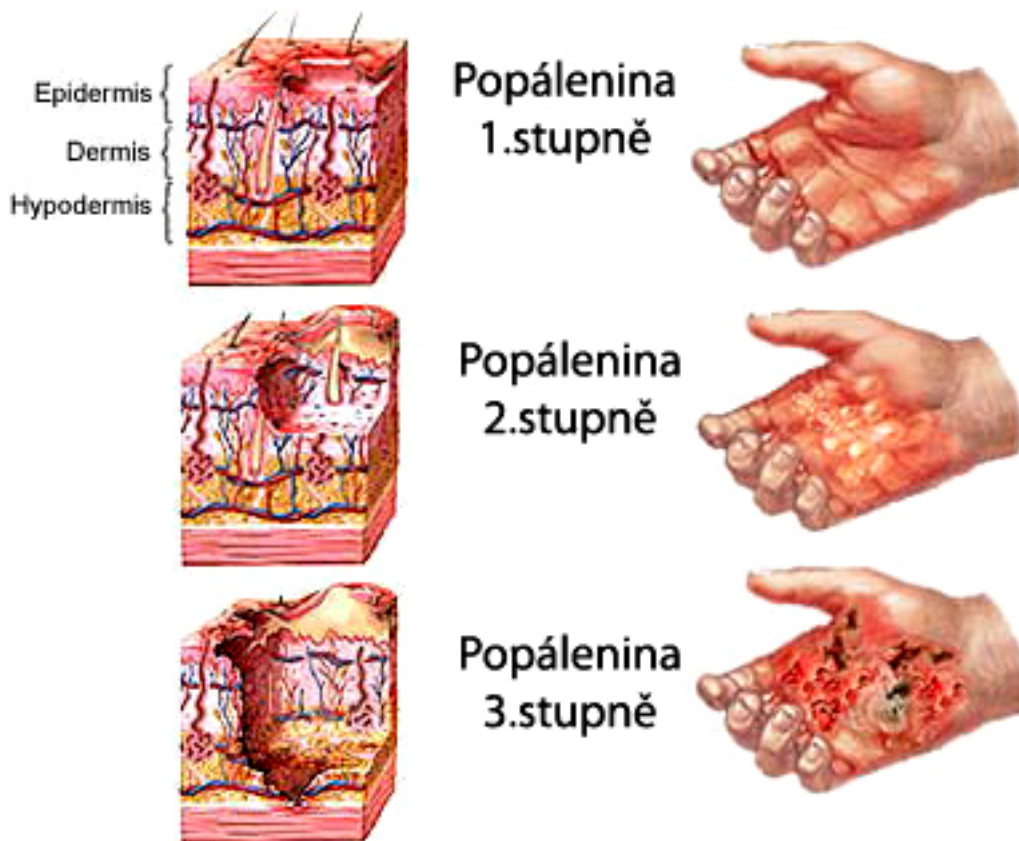 Epidermis
Dermis
Hypodermis
Popálenina
1.stupně
Popálenina
2.stupně
Popálenina
3.stupně